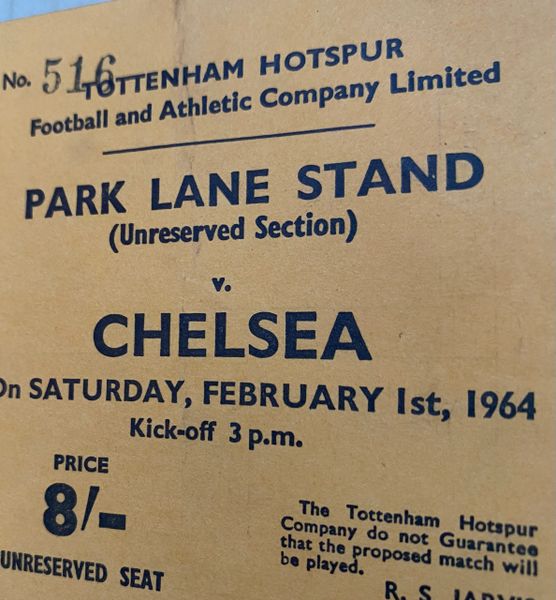 No. 516
TOTTENHAM HOTSPUR
Football and Athletic Company Limited
PARK LANE STAND
(Unreserved Section)
v.
CHELSEA
On SATURDAY, FEBRUARY 1st, 1964
Kick-off 3 p.m.
PRICE
8/-
UNRESERVED SEAT
The Tottenham Hotspur
Company do not Guarantee
that the proposed match will
be played.
R. S. JARVIS